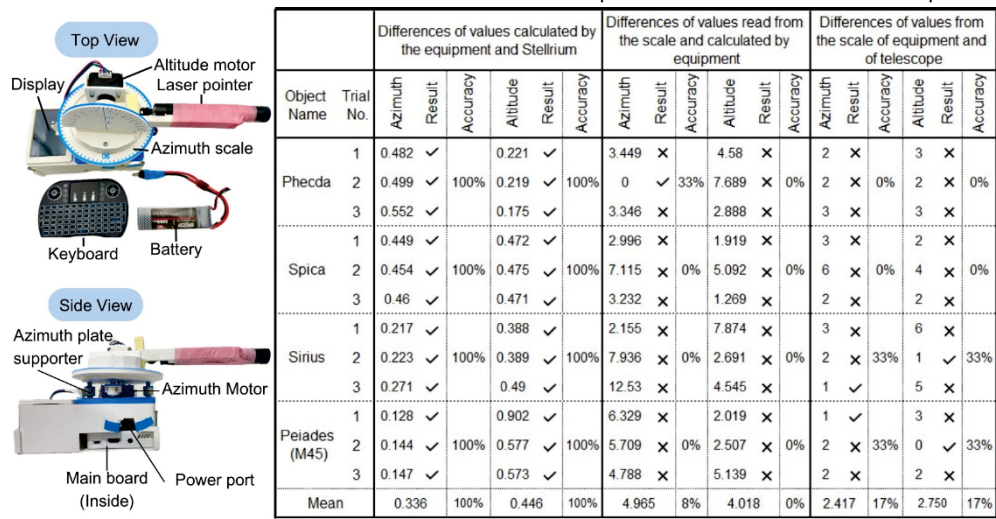 Top View
Altitude motor
Display
Laser pointer
Azimuth scale
Keyboard
Battery
Side View
Azimuth plate
supporter
Azimuth Motor
Main board
(Inside)
Power port
Differences of values calculated by
the equipment and Stellrium
Differences of values read from
the scale and calculated by
equipment
Differences of values from
the scale of equipment and
of telescope
Object
Name
Trial
No.
Azimuth Result Accuracy Altitude Result Accuracy Azimuth Result Accuracy Altitude Result Accuracy Azimuth Result Accuracy Altitude Result Accuracy
1 0.482 ✓ 0.221 ✓ 3.449 × 4.58 × 2 × 3 ×
Phecda 2 0.499 ✓ 100% 0.219 ✓ 100% 0 ✓ 33% 7.689 × 0% 2 × 0% 2 × 0%
3 0.552 ✓ 0.175 ✓ 3.346 × 2.888 × 3 × 3 ×
1 0.449 ✓ 0.472 ✓ 2.996 × 1.919 × 3 × 2 ×
Spica 2 0.454 ✓ 100% 0.475 ✓ 100% 7.115 × 0% 5.092 × 0% 6 × 0% 4 × 0%
3 0.46 ✓ 0.471 ✓ 3.232 × 1.269 × 2 × 2 ×
1 0.217 ✓ 0.388 ✓ 2.155 × 7.874 × 3 × 6 ×
Sirius 2 0.223 ✓ 100% 0.389 ✓ 100% 7.936 × 0% 2.691 × 0% 2 × 33% 1 ✓ 33%
3 0.271 ✓ 0.49 ✓ 12.53 × 4.545 × 1 ✓ 5 ×
1 0.128 ✓ 0.902 ✓ 6.329 × 2.019 × 1 ✓ 3 ×
Peiades
(M45) 2 0.144 ✓ 100% 0.577 ✓ 100% 5.709 × 0% 2.507 × 0% 2 × 33% 0 ✓ 33%
3 0.147 ✓ 0.573 ✓ 4.788 × 5.139 × 2 × 2 ×
Mean 0.336 100% 0.446 100% 4.965 8% 4.018 0% 2.417 17% 2.750 17%